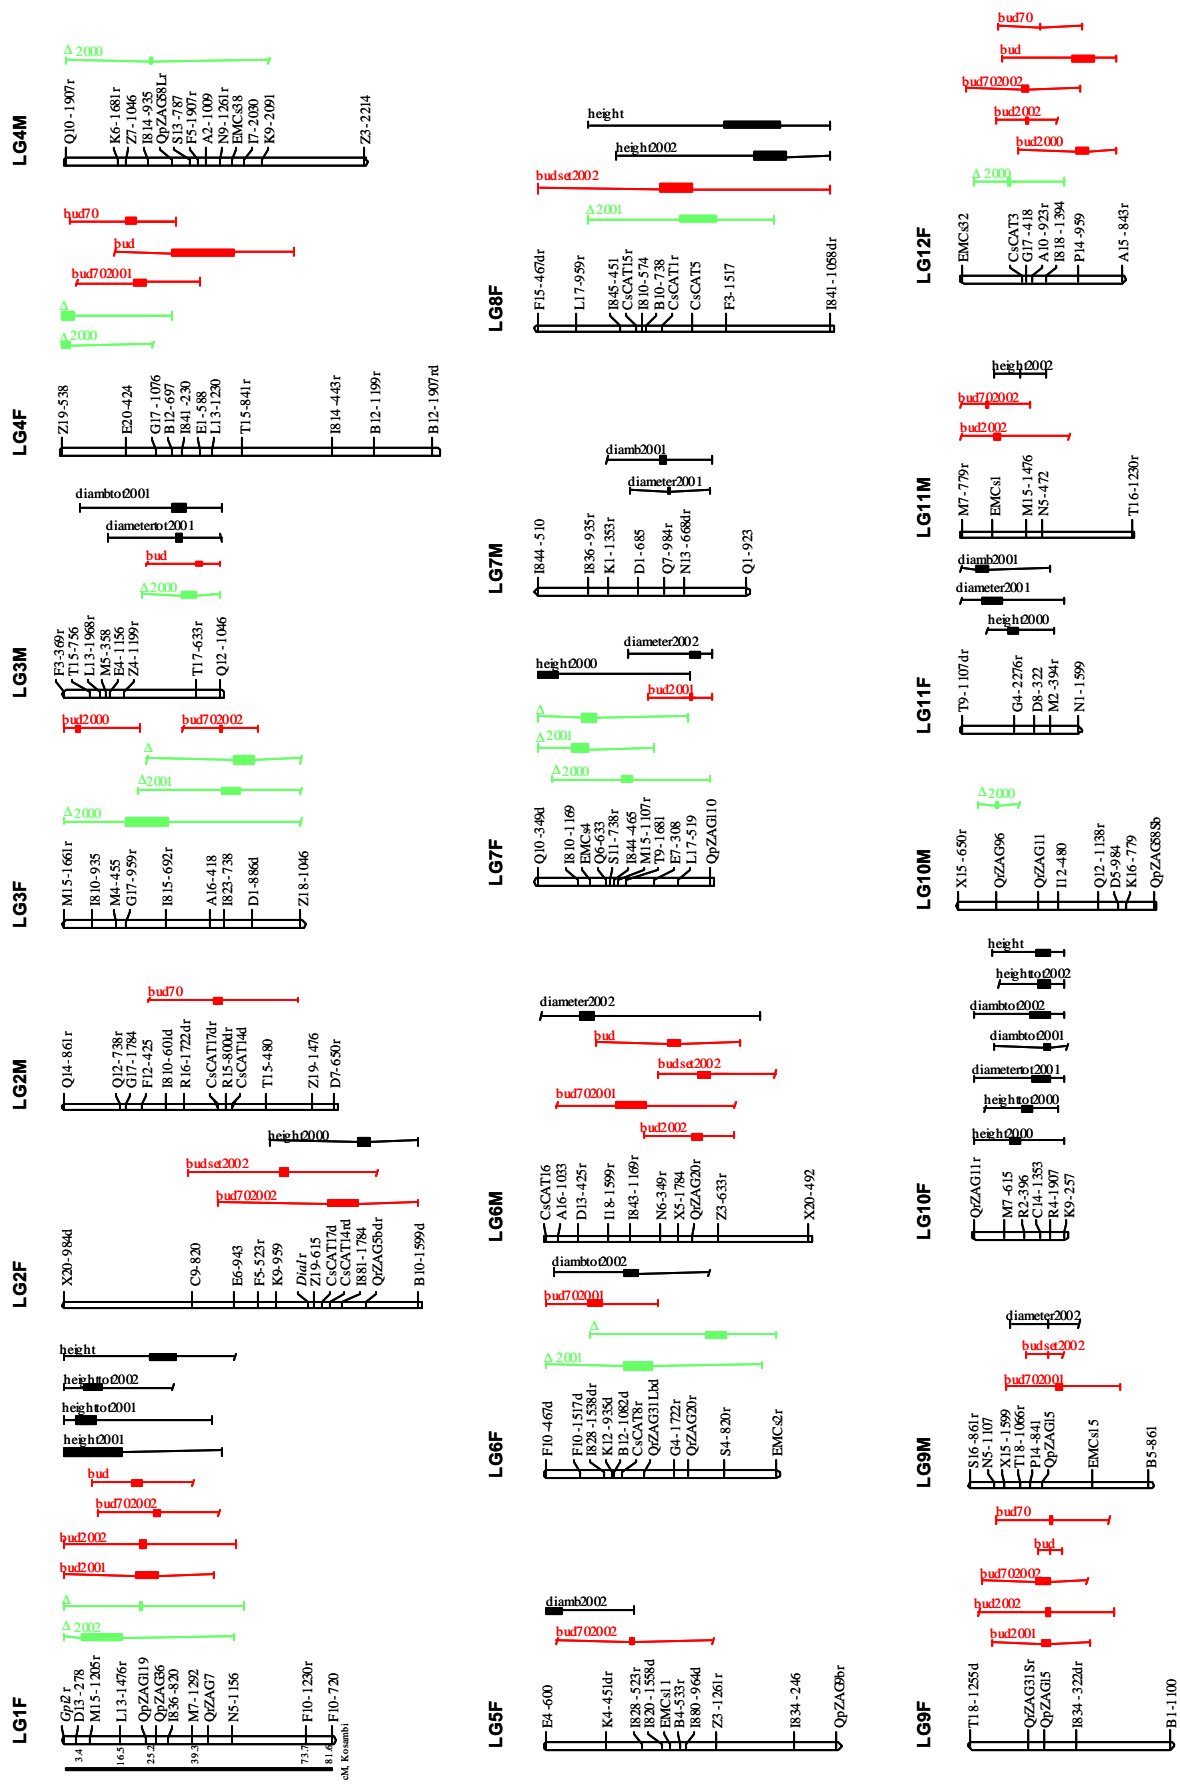 LG4M
Δ 2000
Q10-1907r
K6-1681r
Z7-1046
I814-935
QpZAG58Lr
S13-787
F5-1907r
A2-1009
N9-1261r
EMCs38
I7-2030
K9-2091
Z3-2214
LG4F
bud70
bud
bud702001
Δ
Δ 2000
Z19-538
E20-424
G17-1076
B12-697
I841-230
E1-588
L13-1230
T15-841r
I814-443r
B12-1199r
B12-1907rd
LG3M
diambtot2001
diametertot2001
bud
Δ2000
F3-369r
T15-756
L13-1968r
M5-358
E4-1156
Z4-1199r
T17-633r
Q12-1046
LG3F
bud2000
bud702002
Δ
Δ2001
Δ2000
M15-1661r
I810-935
M4-455
G17-959r
I815-692r
A16-418
I823-738
D1-886d
Z18-1046
LG2M
bud70
Q14-861r
Q12-738r
G17-1784
F12-425
I810-601d
R16-1722dr
CsCAT17dr
R15-800dr
CsCAT14d
T15-480
Z19-1476
D7-650r
LG2F
height2000
budset2002
bud702002
X20-984d
C9-820
E6-943
F5-523r
K9-959
Dia1r
Z19-615
CsCAT17d
CsCAT14rd
I881-1784
QrZAG5bdr
B10-1599d
LG1F
height
heighttot2002
heighttot2001
height2001
bud
bud702002
bud2002
bud2001
Δ
Δ 2002
Gpi2 r
D13-278
M15-1205r
L13-1476r
QpZAG119
QpZAG36
I836-820
M7-1292
QrZAG7
N5-1156
F10-1230r
F10-720
3.4
16.5
25.2
39.3
73.7
81.6
cM, Kosambi
LG8F
height
height2002
budset2002
Δ2001
F15-467dr
L17-959r
I845-451
CsCAT15r
I810-574
B10-738
CsCAT1r
CsCAT5
F3-1517
I841-1058dr
LG7M
diamb2001
diameter2001
I844-510
I836-935r
K1-1353r
D1-685
Q7-984r
N13-668dr
Q1-923
LG7F
diameter2002
height2000
bud2001
Δ
Δ2001
Δ2000
Q10-349d
I810-1169
EMCs4
Q6-633
S11-738r
I844-465
M15-1107r
T9-1681
E7-308
L17-519
QpZAG110
LG6M
diameter2002
bud
budset2002
bud702001
bud2002
CsCAT16
A16-1033
D13-425r
I18-1599r
I843-1169r
N6-349r
X5-1784
QrZAG20r
Z3-633r
X20-492
LG6F
diambtot2002
bud702001
Δ
Δ 2001
F10-467d
F10-1517d
I828-1538dr
K12-935d
B12-1082d
CsCAT8r
QrZAG31Lbd
G4-1722r
QrZAG20r
S4-820r
EMCs2r
LG5F
diamb2002
bud702002
E4-600
K4-451dr
I828-523r
I820-1558d
EMCs11
B4-533r
I880-964d
Z3-1261r
I834-246
QpZAG9br
LG12F
bud70
bud
bud702002
bud2002
bud2000
Δ 2000
EMCs32
CsCAT3
G17-418
A10-923r
I818-1394
P14-959
A15-843r
LG11M
height2002
bud702002
bud2002
M7-779r
EMCs1
M15-1476
N5-472
T16-1230r
LG11F
diamb2001
diameter2001
height2000
T9-1107dr
G4-2276r
D8-322
M2-394r
N1-1599
LG10M
Δ2000
X15-650r
QrZAG96
QrZAG11
I12-480
Q12-1138r
D5-984
K16-779
QpZAG58Sb
LG10F
height
heighttot2002
diambtot2002
diambtot2001
diametertot2001
heighttot2000
height2000
QrZAG11r
M7-615
R2-396
C14-1353
R4-1907
K9-257
LG9M
diameter2002
budset2002
bud702001
S16-861r
N5-1107
X15-1599
T18-1066r
P14-841
QpZAG15
EMCs15
B5-861
LG9F
bud70
bud
bud702002
bud2002
bud2001
T18-1255d
QrZAG31Sr
QpZAG15
I834-322dr
B1-1100